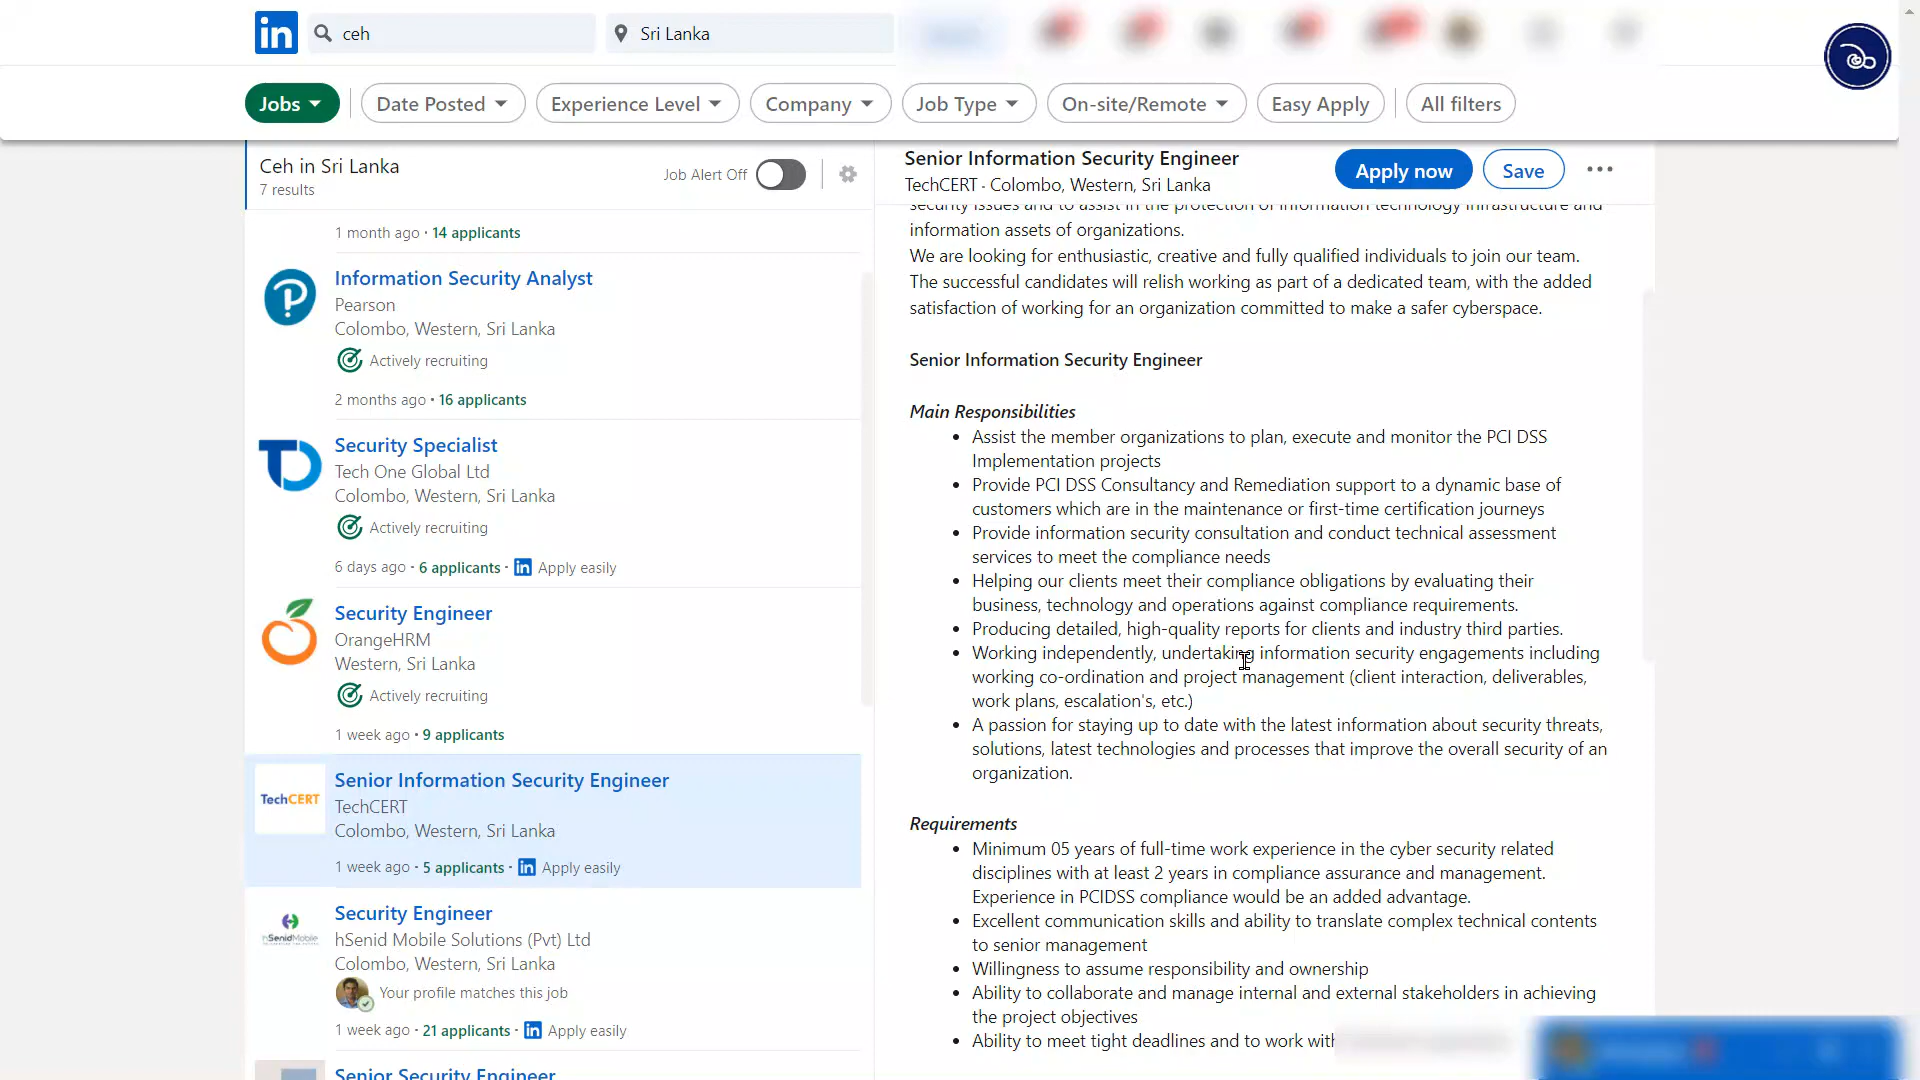 in
ceh
Sri Lanka
Jobs
Date Posted
Experience Level
Company
Job Type
On-site/Remote
Easy Apply
All filters
Ceh in Sri Lanka
7 results
Job Alert Off
1 month ago · 14 applicants
Information Security Analyst
Pearson
Colombo, Western, Sri Lanka
Actively recruiting
2 months ago · 16 applicants
Security Specialist
Tech One Global Ltd
Colombo, Western, Sri Lanka
Actively recruiting
6 days ago · 6 applicants · in Apply easily
Security Engineer
OrangeHRM
Western, Sri Lanka
Actively recruiting
1 week ago · 9 applicants
TechCERT
Senior Information Security Engineer
TechCERT
Colombo, Western, Sri Lanka
1 week ago · 5 applicants · in Apply easily
hSenidMobile
Security Engineer
hSenid Mobile Solutions (Pvt) Ltd
Colombo, Western, Sri Lanka
Your profile matches this job
1 week ago · 21 applicants · in Apply easily
Senior Security Engineer
Senior Information Security Engineer
TechCERT · Colombo, Western, Sri Lanka
Apply now
Save
security issues and to assist in the protection of information technology infrastructure and
information assets of organizations.
We are looking for enthusiastic, creative and fully qualified individuals to join our team.
The successful candidates will relish working as part of a dedicated team, with the added
satisfaction of working for an organization committed to make a safer cyberspace.
Senior Information Security Engineer
Main Responsibilities
• Assist the member organizations to plan, execute and monitor the PCI DSS
Implementation projects
• Provide PCI DSS Consultancy and Remediation support to a dynamic base of
customers which are in the maintenance or first-time certification journeys
• Provide information security consultation and conduct technical assessment
services to meet the compliance needs
• Helping our clients meet their compliance obligations by evaluating their
business, technology and operations against compliance requirements.
• Producing detailed, high-quality reports for clients and industry third parties.
• Working independently, undertaking information security engagements including
working co-ordination and project management (client interaction, deliverables,
work plans, escalation's, etc.)
• A passion for staying up to date with the latest information about security threats,
solutions, latest technologies and processes that improve the overall security of an
organization.
Requirements
• Minimum 05 years of full-time work experience in the cyber security related
disciplines with at least 2 years in compliance assurance and management.
Experience in PCIDSS compliance would be an added advantage.
• Excellent communication skills and ability to translate complex technical contents
to senior management
• Willingness to assume responsibility and ownership
• Ability to collaborate and manage internal and external stakeholders in achieving
the project objectives
• Ability to meet tight deadlines and to work with